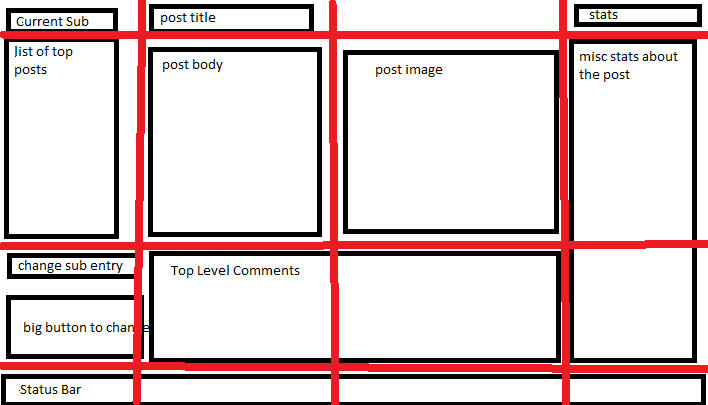 Current Sub
post title
stats
list of top
posts
post body
post image
misc stats about
the post
change sub entry
Top Level Comments
big button to change
Status Bar